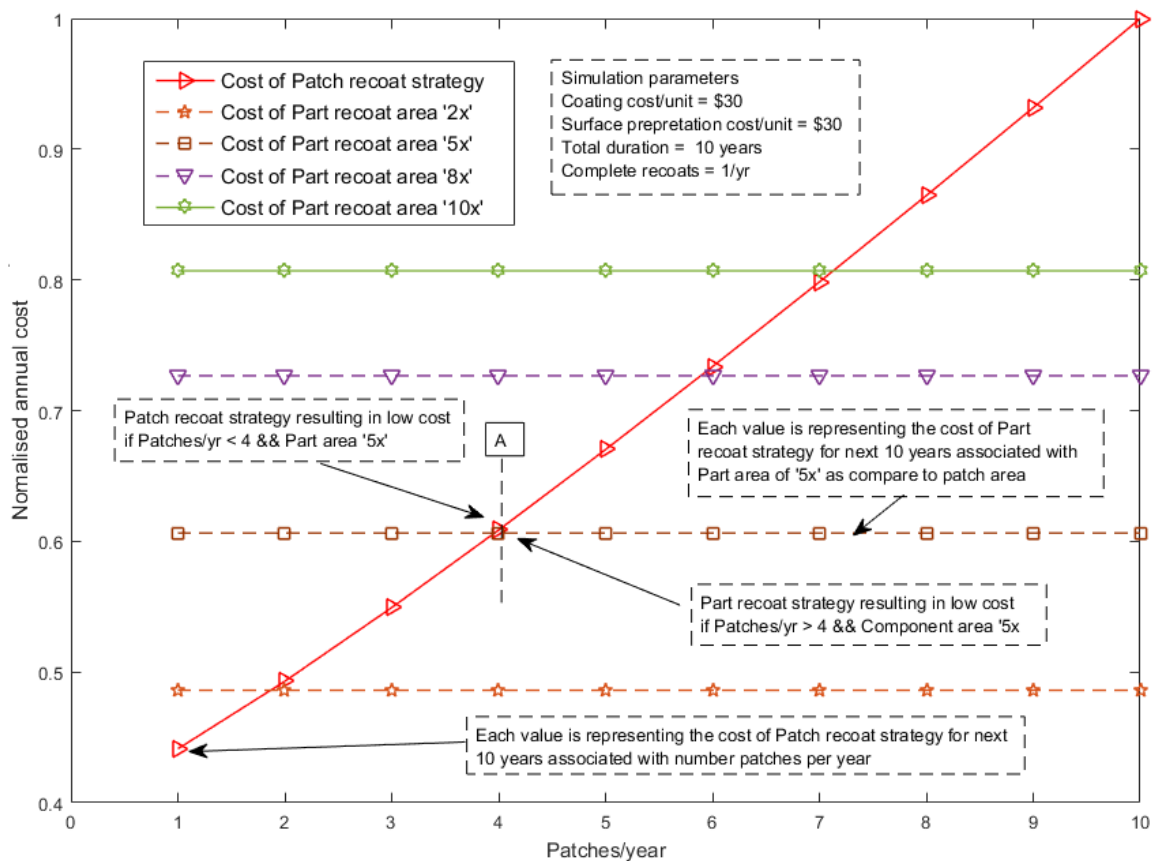 Cost of Patch recoat strategy
Cost of Part recoat area '2x'
Cost of Part recoat area '5x'
Cost of Part recoat area '8x'
Cost of Part recoat area '10x'
Simulation parameters
Coating cost/unit = $30
Surface prepretation cost/unit = $30
Total duration =  10 years
Complete recoats = 1/yr
Patch recoat strategy resulting in low cost
if Patches/yr < 4 && Part area '5x'
A
Each value is representing the cost of Part
recoat strategy for next 10 years associated with
Part area of '5x' as compare to patch area
Part recoat strategy resulting in low cost
if Patches/yr > 4 && Component area '5x
Each value is representing the cost of Patch recoat strategy for next
10 years associated with number patches per year
Nomalised annual cost
1
0.9
0.8
0.7
0.6
0.5
0.4
0 1 2 3 4 5 6 7 8 9 10
Patches/year